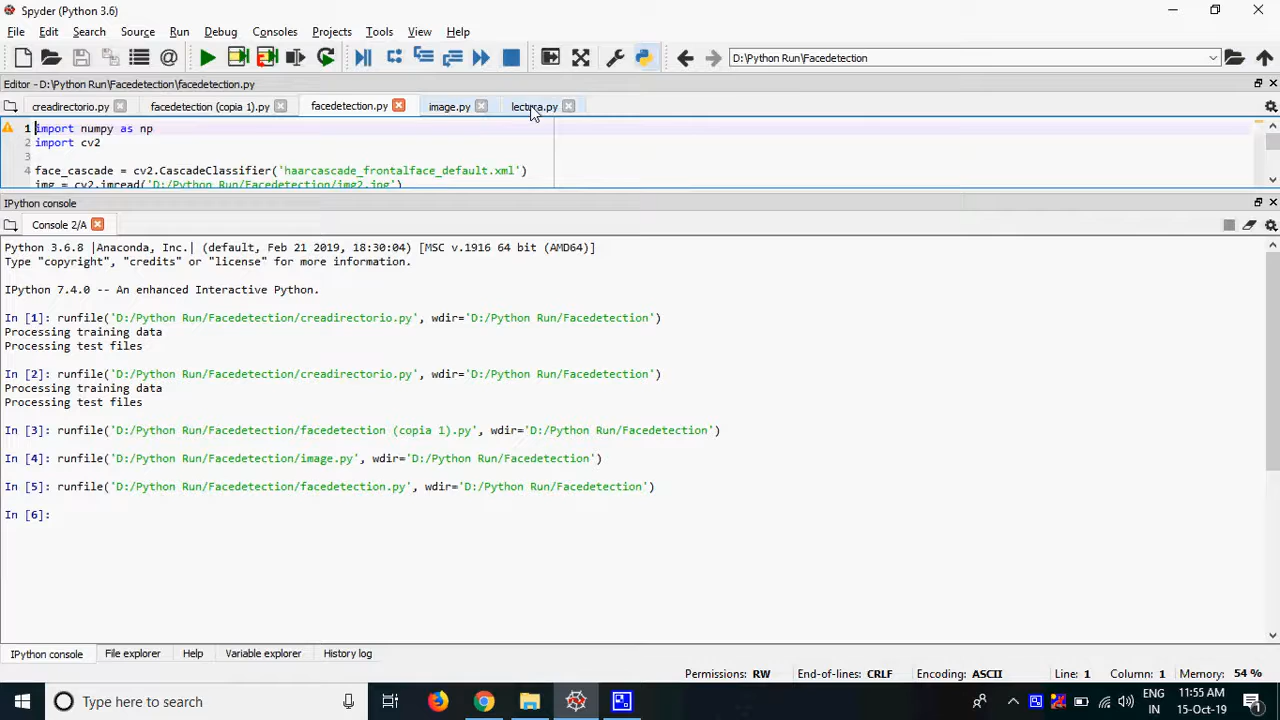 Spyder (Python 3.6)
File Edit Search Source Run Debug Consoles Projects Tools View Help
D:\Python Run\Facedetection
Editor - D:\Python Run\Facedetection\facedetection.py
creadirectorio.py facedetection (copia 1).py facedetection.py image.py lectura.py
1 import numpy as np
2 import cv2
3
4 face_cascade = cv2.CascadeClassifier('haarcascade_frontalface_default.xml')
img = cv2.imread('D:/Python Run/Facedetection/img2.jpg')
IPython console
Console 2/A
Python 3.6.8 |Anaconda, Inc.| (default, Feb 21 2019, 18:30:04) [MSC v.1916 64 bit (AMD64)]
Type "copyright", "credits" or "license" for more information.
IPython 7.4.0 -- An enhanced Interactive Python.
In [1]: runfile('D:/Python Run/Facedetection/creadirectorio.py', wdir='D:/Python Run/Facedetection')
Processing training data
Processing test files
In [2]: runfile('D:/Python Run/Facedetection/creadirectorio.py', wdir='D:/Python Run/Facedetection')
Processing training data
Processing test files
In [3]: runfile('D:/Python Run/Facedetection/facedetection (copia 1).py', wdir='D:/Python Run/Facedetection')
In [4]: runfile('D:/Python Run/Facedetection/image.py', wdir='D:/Python Run/Facedetection')
In [5]: runfile('D:/Python Run/Facedetection/facedetection.py', wdir='D:/Python Run/Facedetection')
In [6]:
IPython console File explorer Help Variable explorer History log
Permissions: RW End-of-lines: CRLF Encoding: ASCII Line: 1 Column: 1 Memory: 54 %
Type here to search
ENG 11:55 AM
IN 15-Oct-19 1